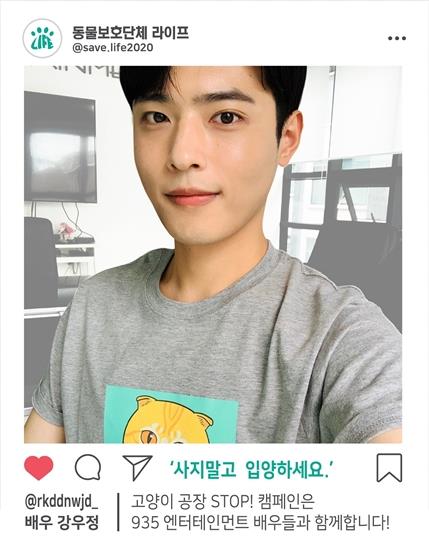 LIFE
동물보호단체 라이프
@save.life2020
‘사지말고 입양하세요.’
@rkddnwjd_
배우 강우정
고양이 공장 STOP! 캠페인은
935 엔터테인먼트 배우들과 함께합니다!